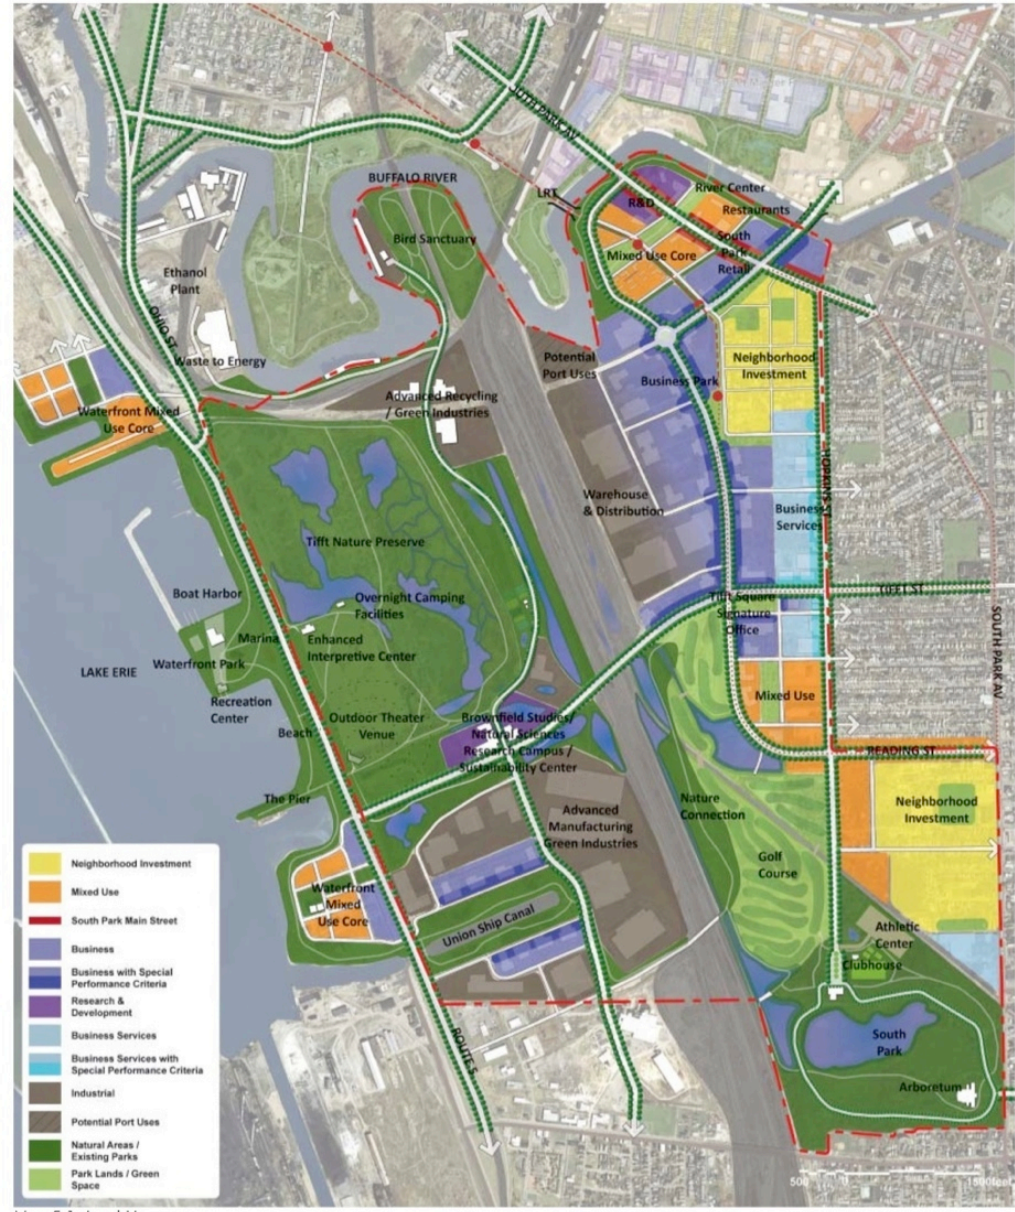 SOUTH PARK AV
BUFFALO RIVER
LRT
R&D
River Center
Restaurants
Bird Sanctuary
South
Park
Retail
Mixed Use Core
Ethanol
Plant
OHIO ST
Waste to Energy
Potential
Port Uses
Neighborhood
Investment
Business Park
Advanced Recycling
/ Green Industries
Waterfront Mixed
Use Core
HOPKINS ST
Warehouse
& Distribution
Business
Services
Tifft Nature Preserve
Boat Harbor
Overnight Camping
Facilities
TIFFT ST
Tifft Square
Signature
Office
SOUTH PARK AV
Marina
Enhanced
Interpretive Center
LAKE ERIE
Waterfront Park
Recreation
Center
Mixed Use
Beach
Outdoor Theater
Venue
Brownfield Studies/
Natural Sciences
Research Campus /
Sustainability Center
READING ST
The Pier
Advanced
Manufacturing
Green Industries
Nature
Connection
Neighborhood
Investment
Golf
Course
Waterfront
Mixed
Use Core
Union Ship Canal
Athletic
Center
Clubhouse
ROUTE 5
South
Park
Arboretum
Neighborhood Investment
Mixed Use
South Park Main Street
Business
Business with Special
Performance Criteria
Research &
Development
Business Services
Business Services with
Special Performance Criteria
Industrial
Potential Port Uses
Natural Areas /
Existing Parks
Park Lands / Green
Space
500 0 1500feet